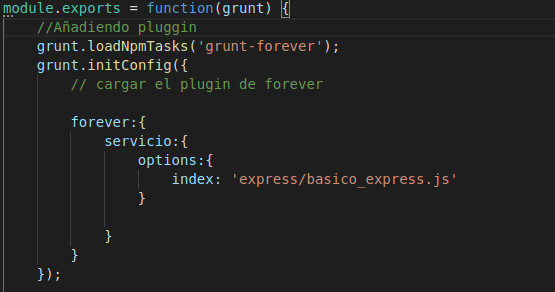 module.exports = function(grunt) {
//Añadiendo pluggin
grunt.loadNpmTasks('grunt-forever');
grunt.initConfig({
// cargar el plugin de forever
forever:{
servicio:{
options:{
index: 'express/basico_express.js'
}
}
}
});